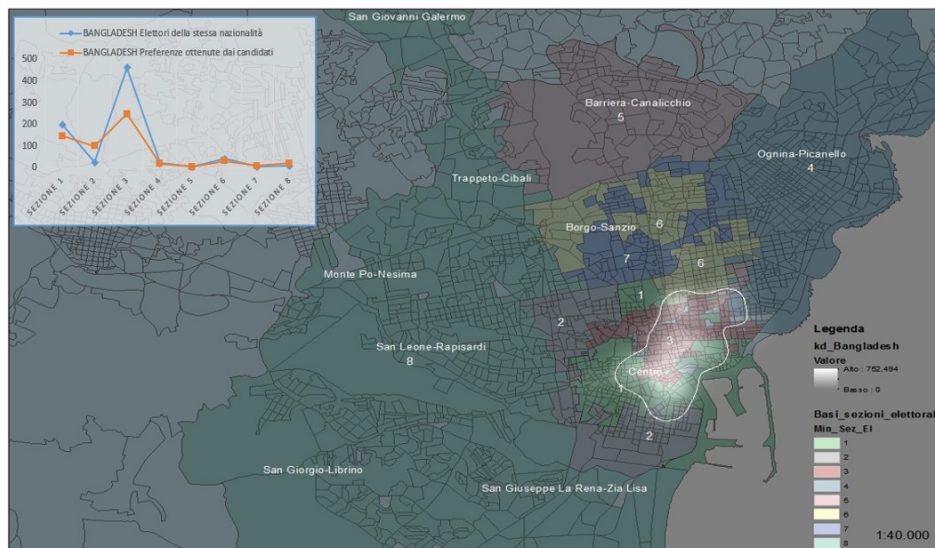 San Giovanni Galermo
BANGLADESH Elettori della stessa nazionalità
BANGLADESH Preferenze ottenute dai candidati
500
400
300
200
100
0
SEZIONE 1
SEZIONE 2
SEZIONE 3
SEZIONE 4
SEZIONE 5
SEZIONE 6
SEZIONE 7
SEZIONE 8
Barriera-Canalicchio
5
Ognina-Picanello
4
Trappeto-Cibali
Borgo-Sanzio
6
7
6
Monte Po-Nesima
1
2
San Leone-Rapisardi
8
3
Centro
1
2
San Giorgio-Librino
San Giuseppe La Rena-Zia Lisa
Legenda
kd_Bangladesh
Valore
Alto : 752,494
Basso : 0
Basi_sezioni_elettoral
Min_Sez_El
1
2
3
4
5
6
7
8
1:40.000